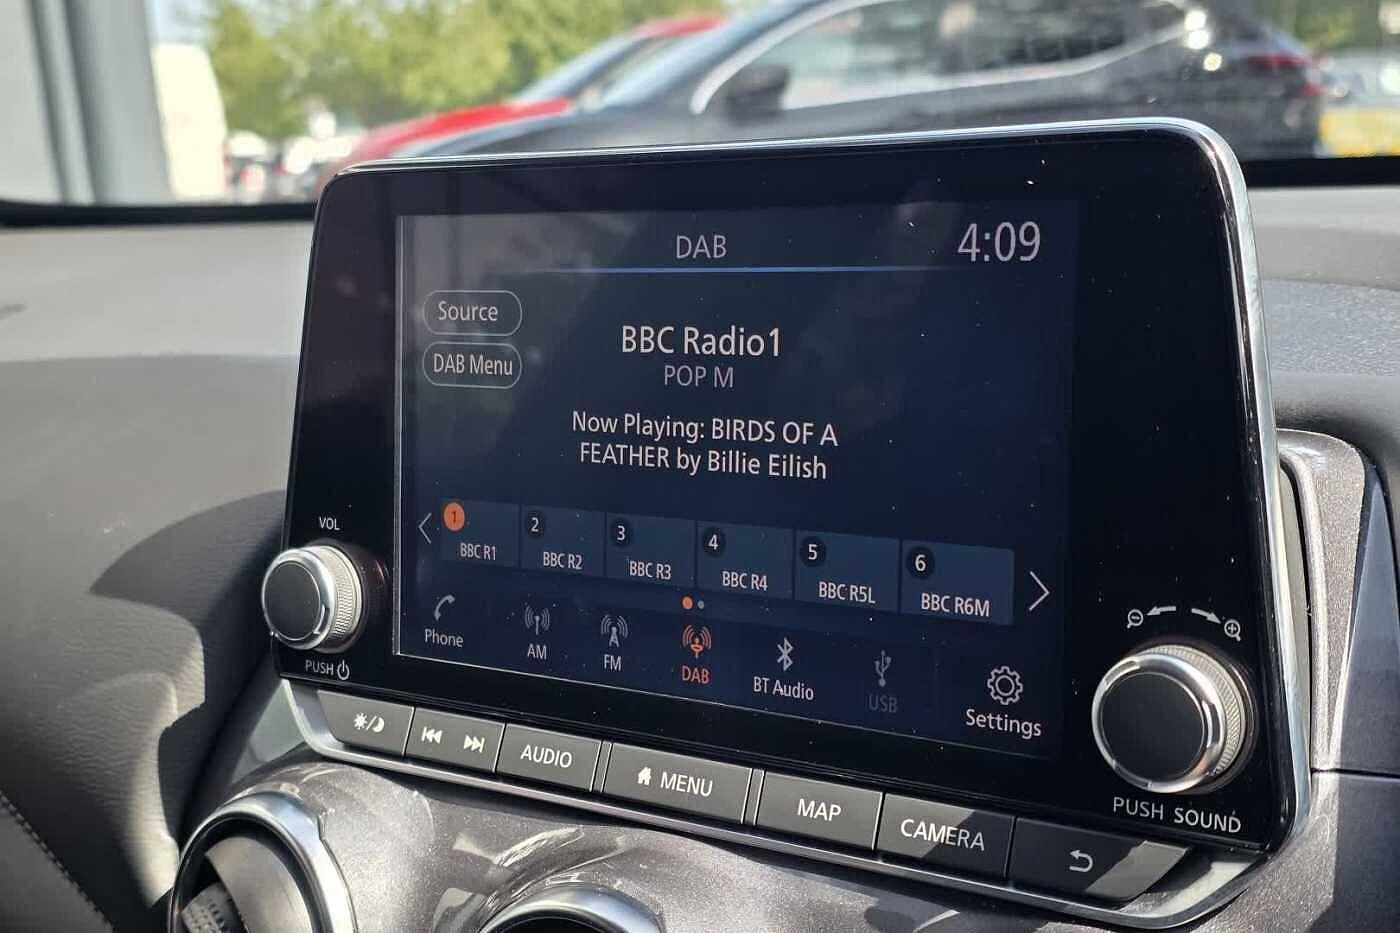 DAB
4:09
Source
DAB Menu
BBC Radio1
POP M
Now Playing: BIRDS OF A
FEATHER by Billie Eilish
1
BBC R1
2
BBC R2
3
BBC R3
4
BBC R4
5
BBC R5L
6
BBC R6M
Phone
AM
FM
DAB
BT Audio
USB
Settings
VOL
PUSH
AUDIO
MENU
MAP
CAMERA
PUSH SOUND